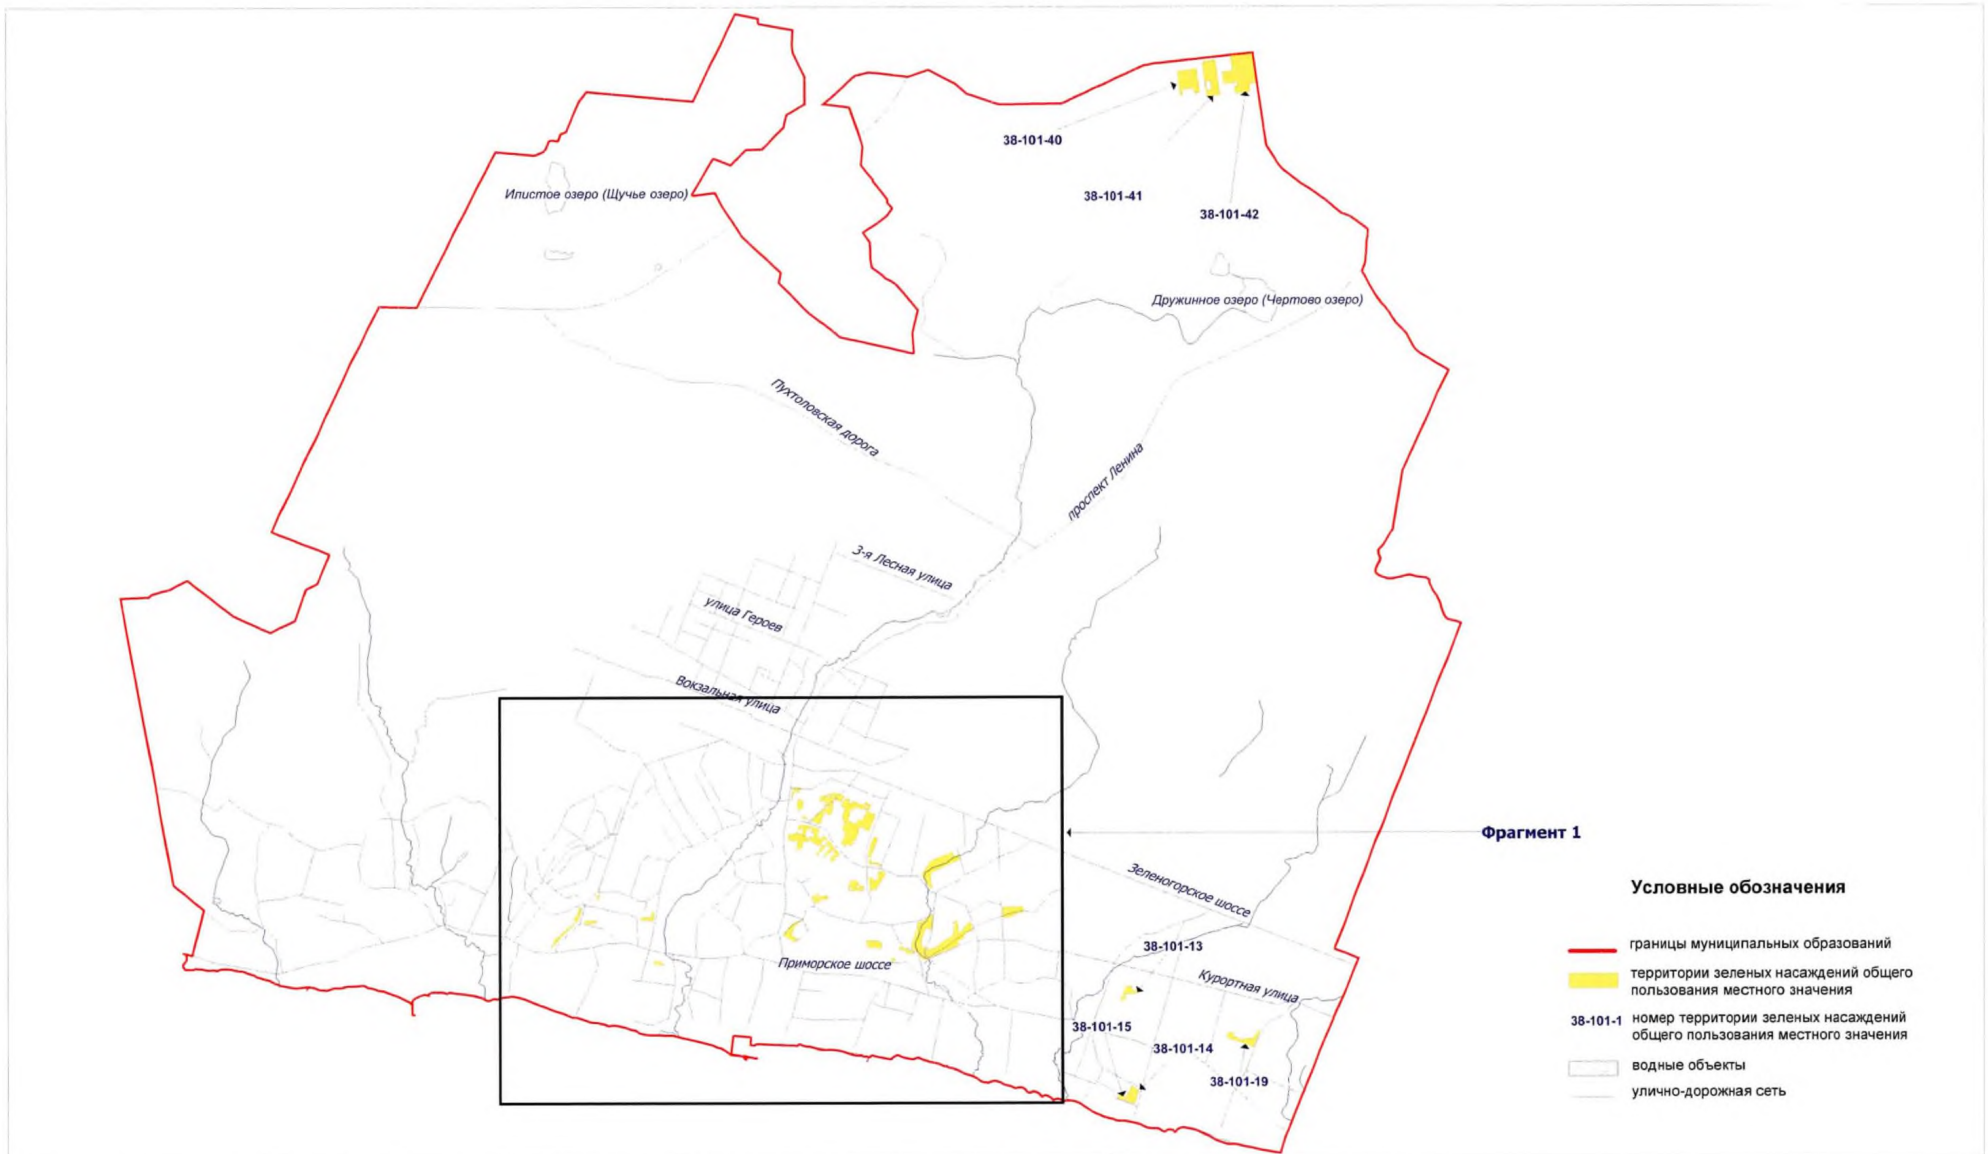 38-101-40
Илистое озеро (Щучье озеро)
38-101-41
38-101-42
Дружинное озеро (Чертово озеро)
Пухтоловская дорога
проспект Ленина
3-я Лесная улица
улица Героев
Вокзальная улица
Фрагмент 1
Зеленогорское шоссе
Условные обозначения
38-101-13
границы муниципальных образований
Приморское шоссе
Курортная улица
территории зеленых насаждений общего
пользования местного значения
38-101-15
38-101-14
38-101-1 номер территории зеленых насаждений
общего пользования местного значения
38-101-19
водные объекты
улично-дорожная сеть